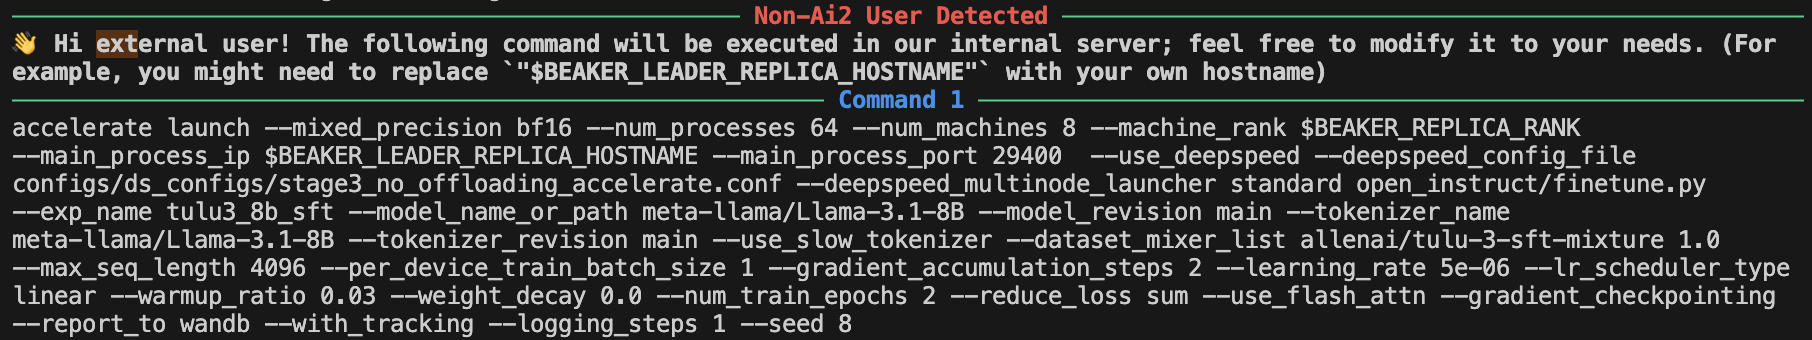 Non-Ai2 User Detected
👋 Hi external user! The following command will be executed in our internal server; feel free to modify it to your needs. (For
example, you might need to replace `"$BEAKER_LEADER_REPLICA_HOSTNAME"` with your own hostname)
Command 1
accelerate launch --mixed_precision bf16 --num_processes 64 --num_machines 8 --machine_rank $BEAKER_REPLICA_RANK
--main_process_ip $BEAKER_LEADER_REPLICA_HOSTNAME --main_process_port 29400  --use_deepspeed --deepspeed_config_file
configs/ds_configs/stage3_no_offloading_accelerate.conf --deepspeed_multinode_launcher standard open_instruct/finetune.py
--exp_name tulu3_8b_sft --model_name_or_path meta-llama/Llama-3.1-8B --model_revision main --tokenizer_name
meta-llama/Llama-3.1-8B --tokenizer_revision main --use_slow_tokenizer --dataset_mixer_list allenai/tulu-3-sft-mixture 1.0
--max_seq_length 4096 --per_device_train_batch_size 1 --gradient_accumulation_steps 2 --learning_rate 5e-06 --lr_scheduler_type
linear --warmup_ratio 0.03 --weight_decay 0.0 --num_train_epochs 2 --reduce_loss sum --use_flash_attn --gradient_checkpointing
--report_to wandb --with_tracking --logging_steps 1 --seed 8